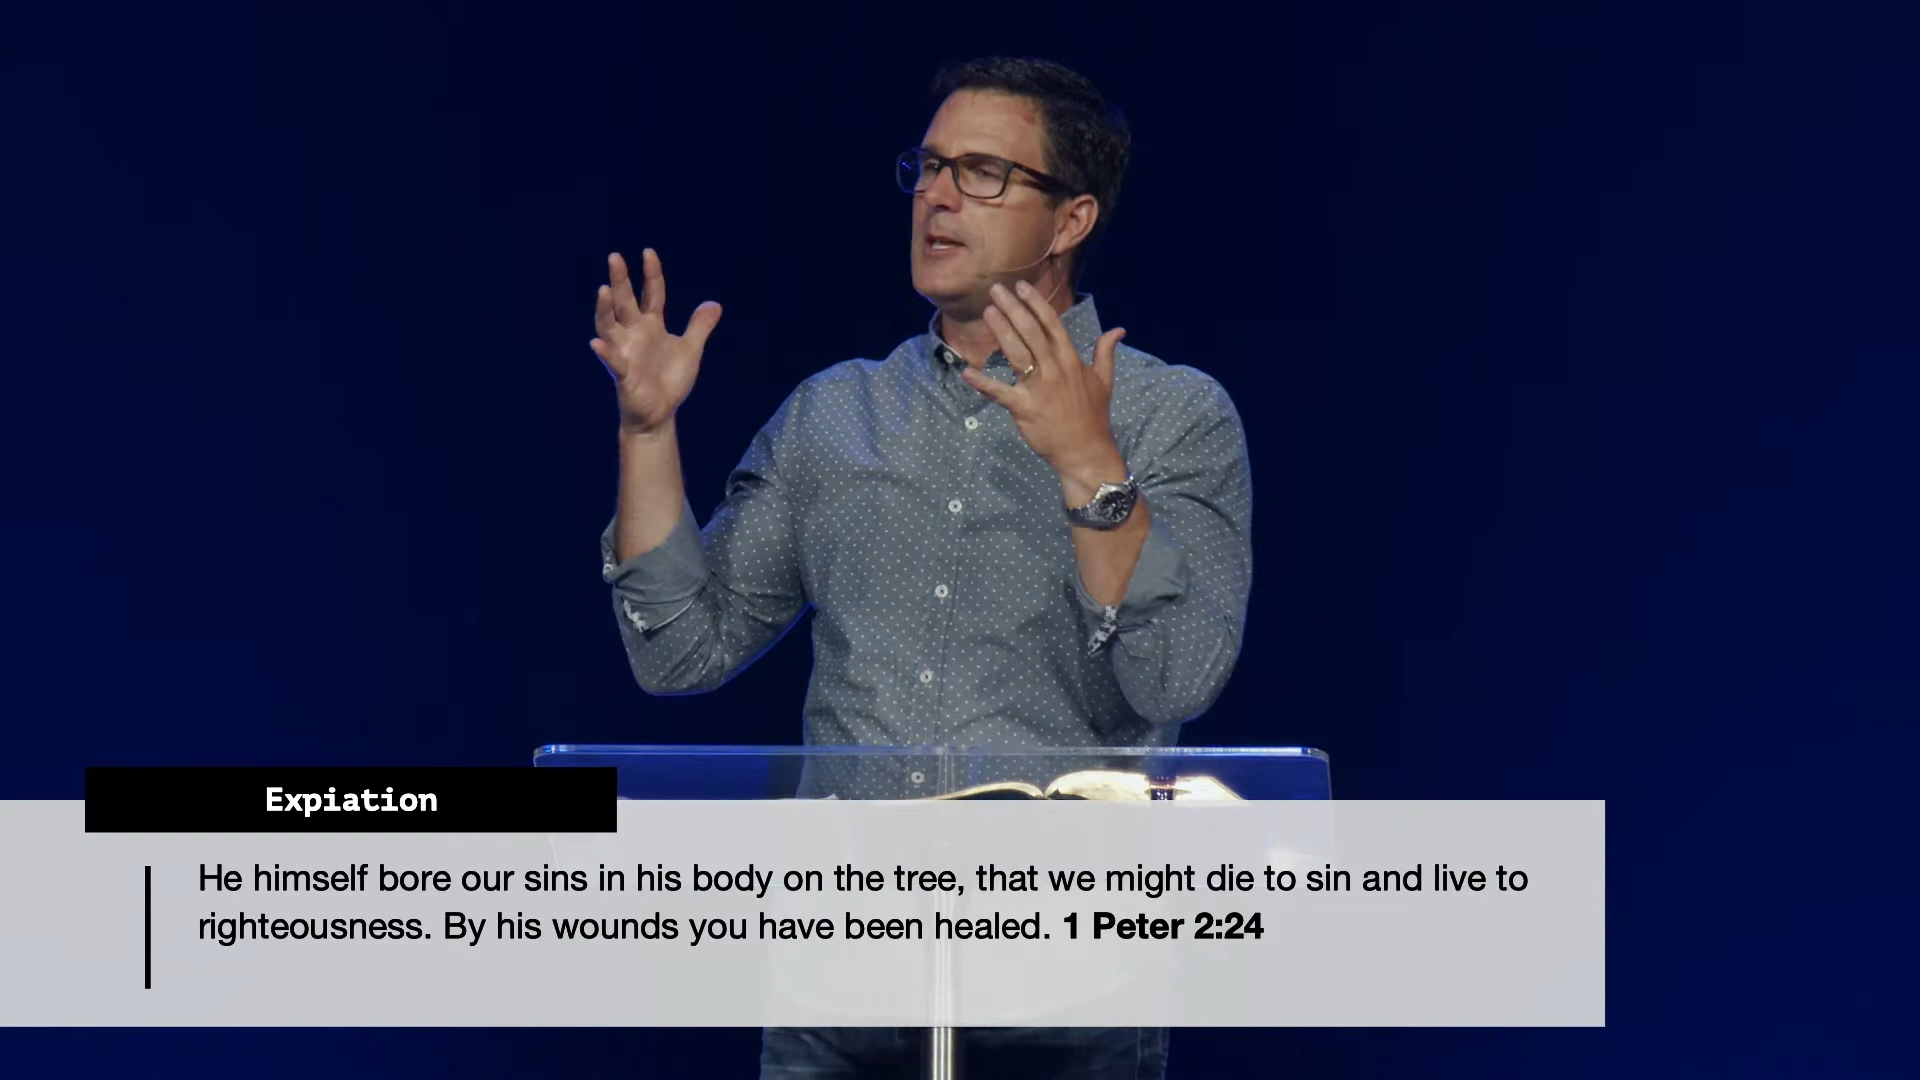 Expiation
He himself bore our sins in his body on the tree, that we might die to sin and live to
righteousness. By his wounds you have been healed. 1 Peter 2:24